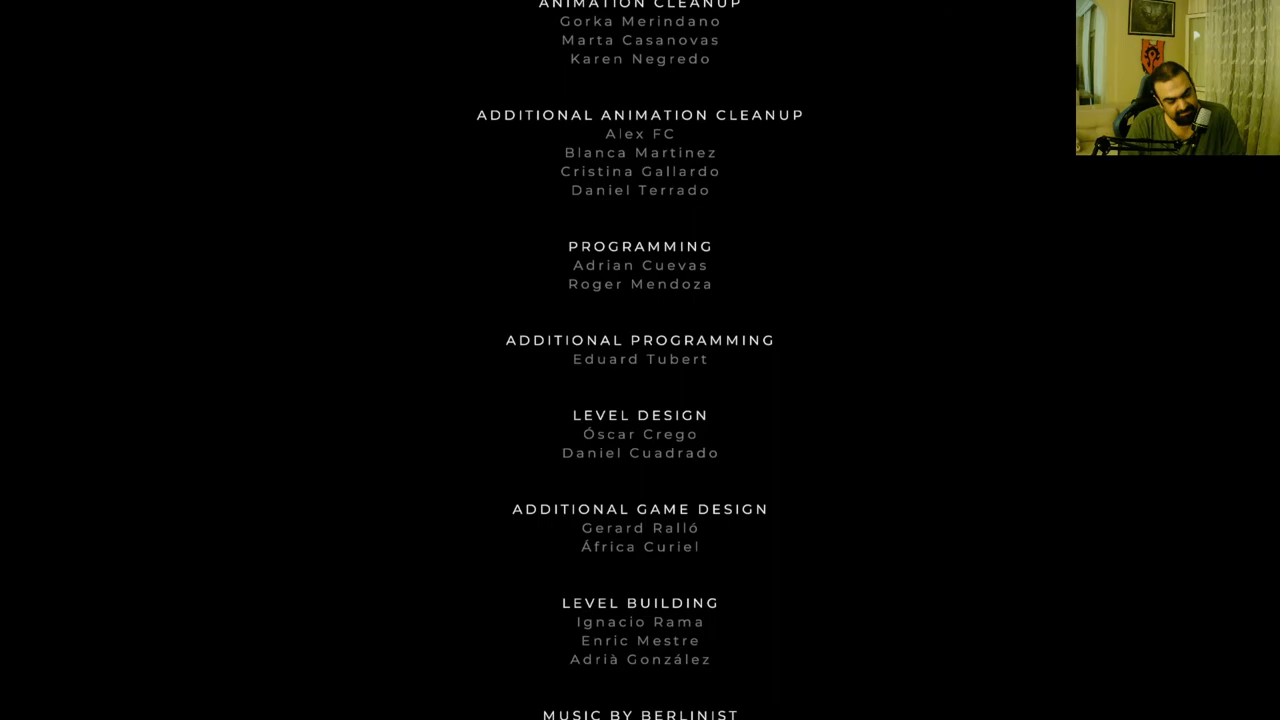 ANIMATION CLEANUP
Gorka Merindano
Marta Casanovas
Karen Negredo
ADDITIONAL ANIMATION CLEANUP
Alex FC
Blanca Martinez
Cristina Gallardo
Daniel Terrado
PROGRAMMING
Adrian Cuevas
Roger Mendoza
ADDITIONAL PROGRAMMING
Eduard Tubert
LEVEL DESIGN
Óscar Crego
Daniel Cuadrado
ADDITIONAL GAME DESIGN
Gerard Ralló
África Curiel
LEVEL BUILDING
Ignacio Rama
Enric Mestre
Adrià González
MUSIC BY BERLINIST